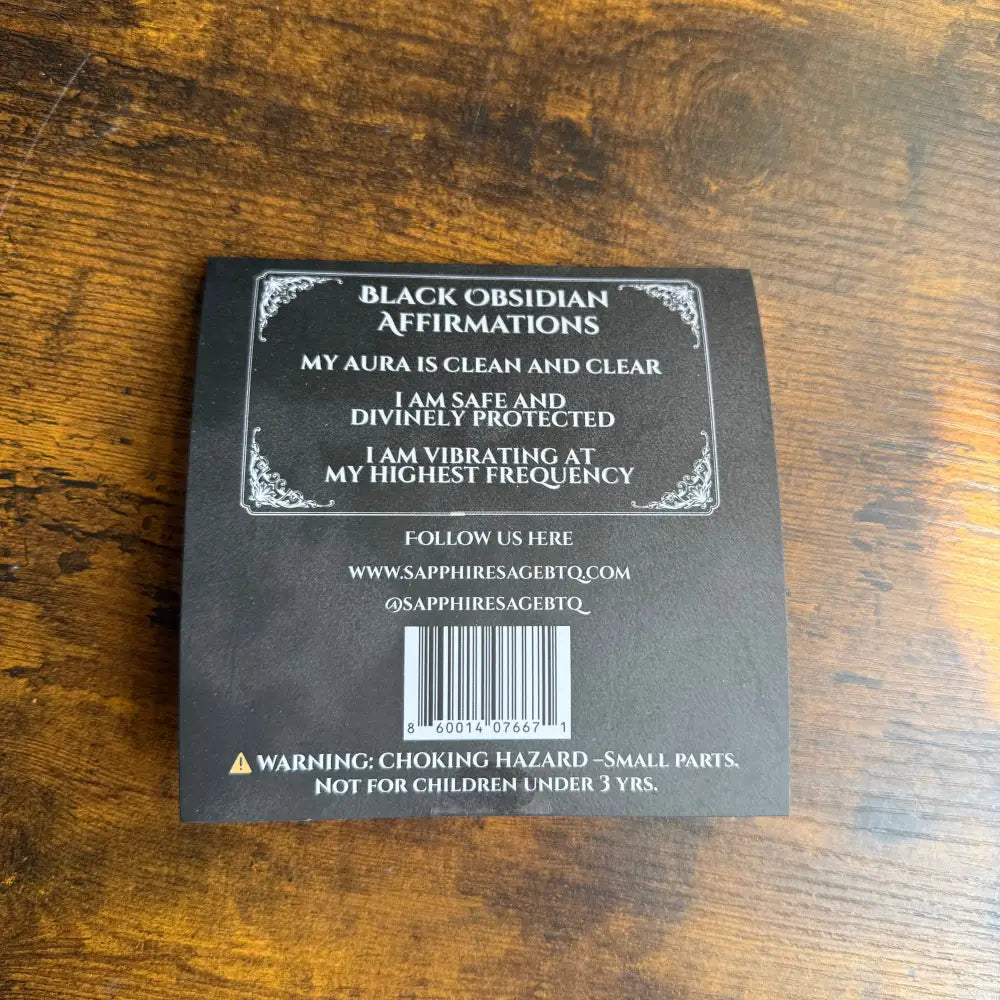 Black Obsidian
Affirmations
my aura is clean and clear
I am safe and
divinely protected
I am vibrating at
my highest frequency
Follow us here
www.sapphiresagebtq.com
@sapphiresagebtq
8 60014 07667 1
⚠ WARNING: CHOKING HAZARD –Small parts.
Not for children under 3 yrs.